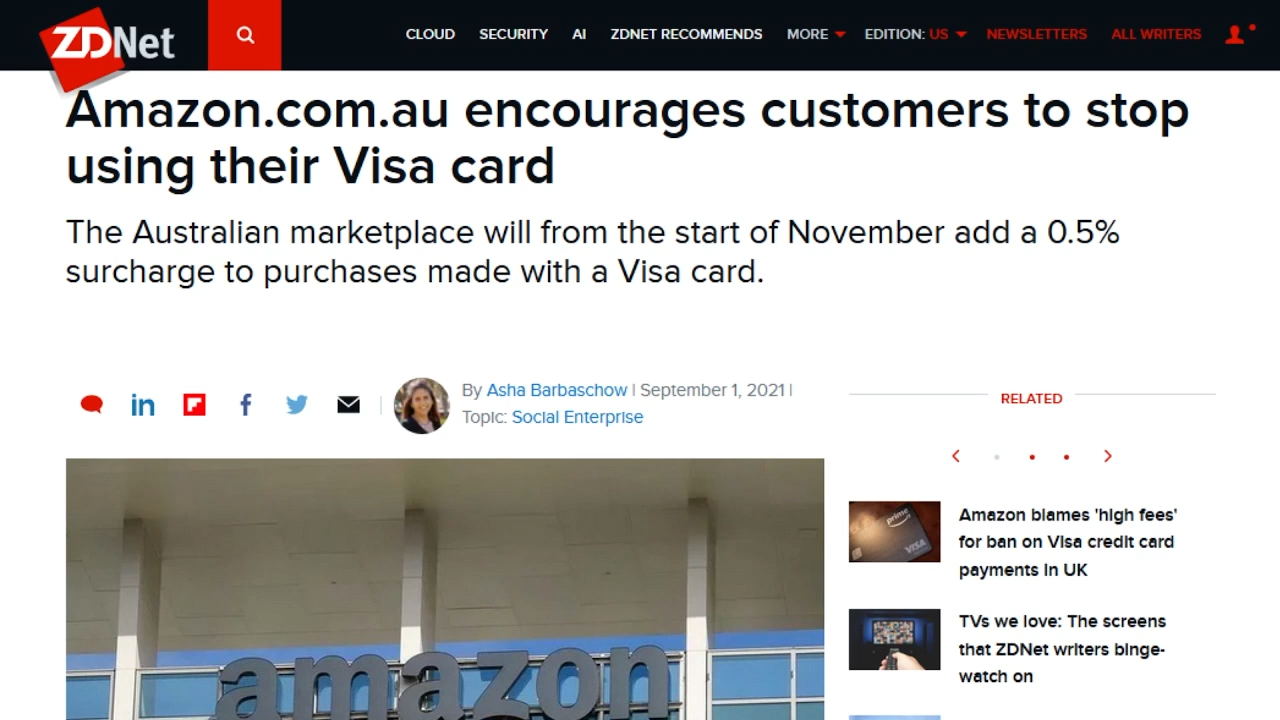 ZDNet
CLOUD SECURITY AI ZDNET RECOMMENDS MORE EDITION: US NEWSLETTERS ALL WRITERS
Amazon.com.au encourages customers to stop
using their Visa card
The Australian marketplace will from the start of November add a 0.5%
surcharge to purchases made with a Visa card.
By Asha Barbaschow | September 1, 2021 |
Topic: Social Enterprise
RELATED
prime
VISA
Amazon blames 'high fees'
for ban on Visa credit card
payments in UK
TVs we love: The screens
that ZDNet writers binge-
watch on
amazon